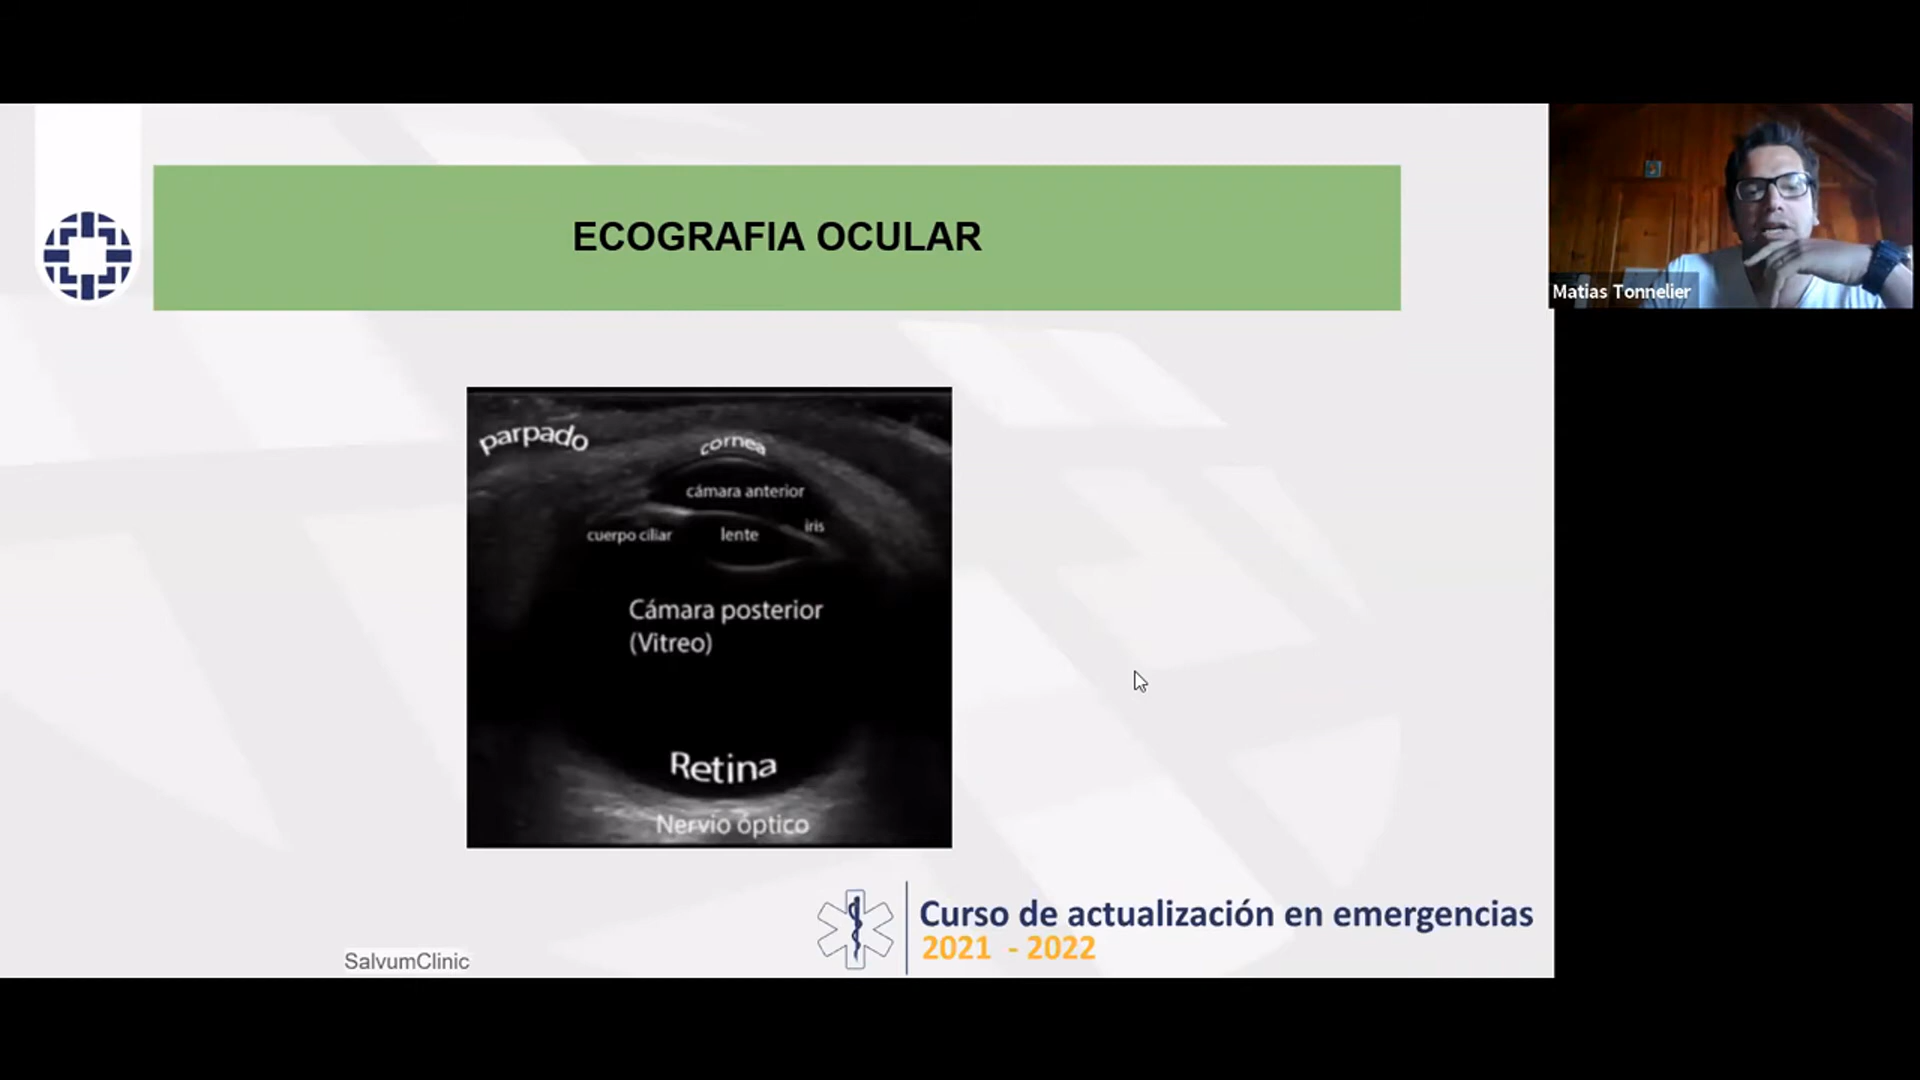 ECOGRAFIA OCULAR
Matias Tonnelier
parpado
cornea
cámara anterior
iris
cuerpo ciliar
lente
Cámara posterior
(Vitreo)
Retina
Nervio óptico
Curso de actualización en emergencias
2021 - 2022
SalvumClinic